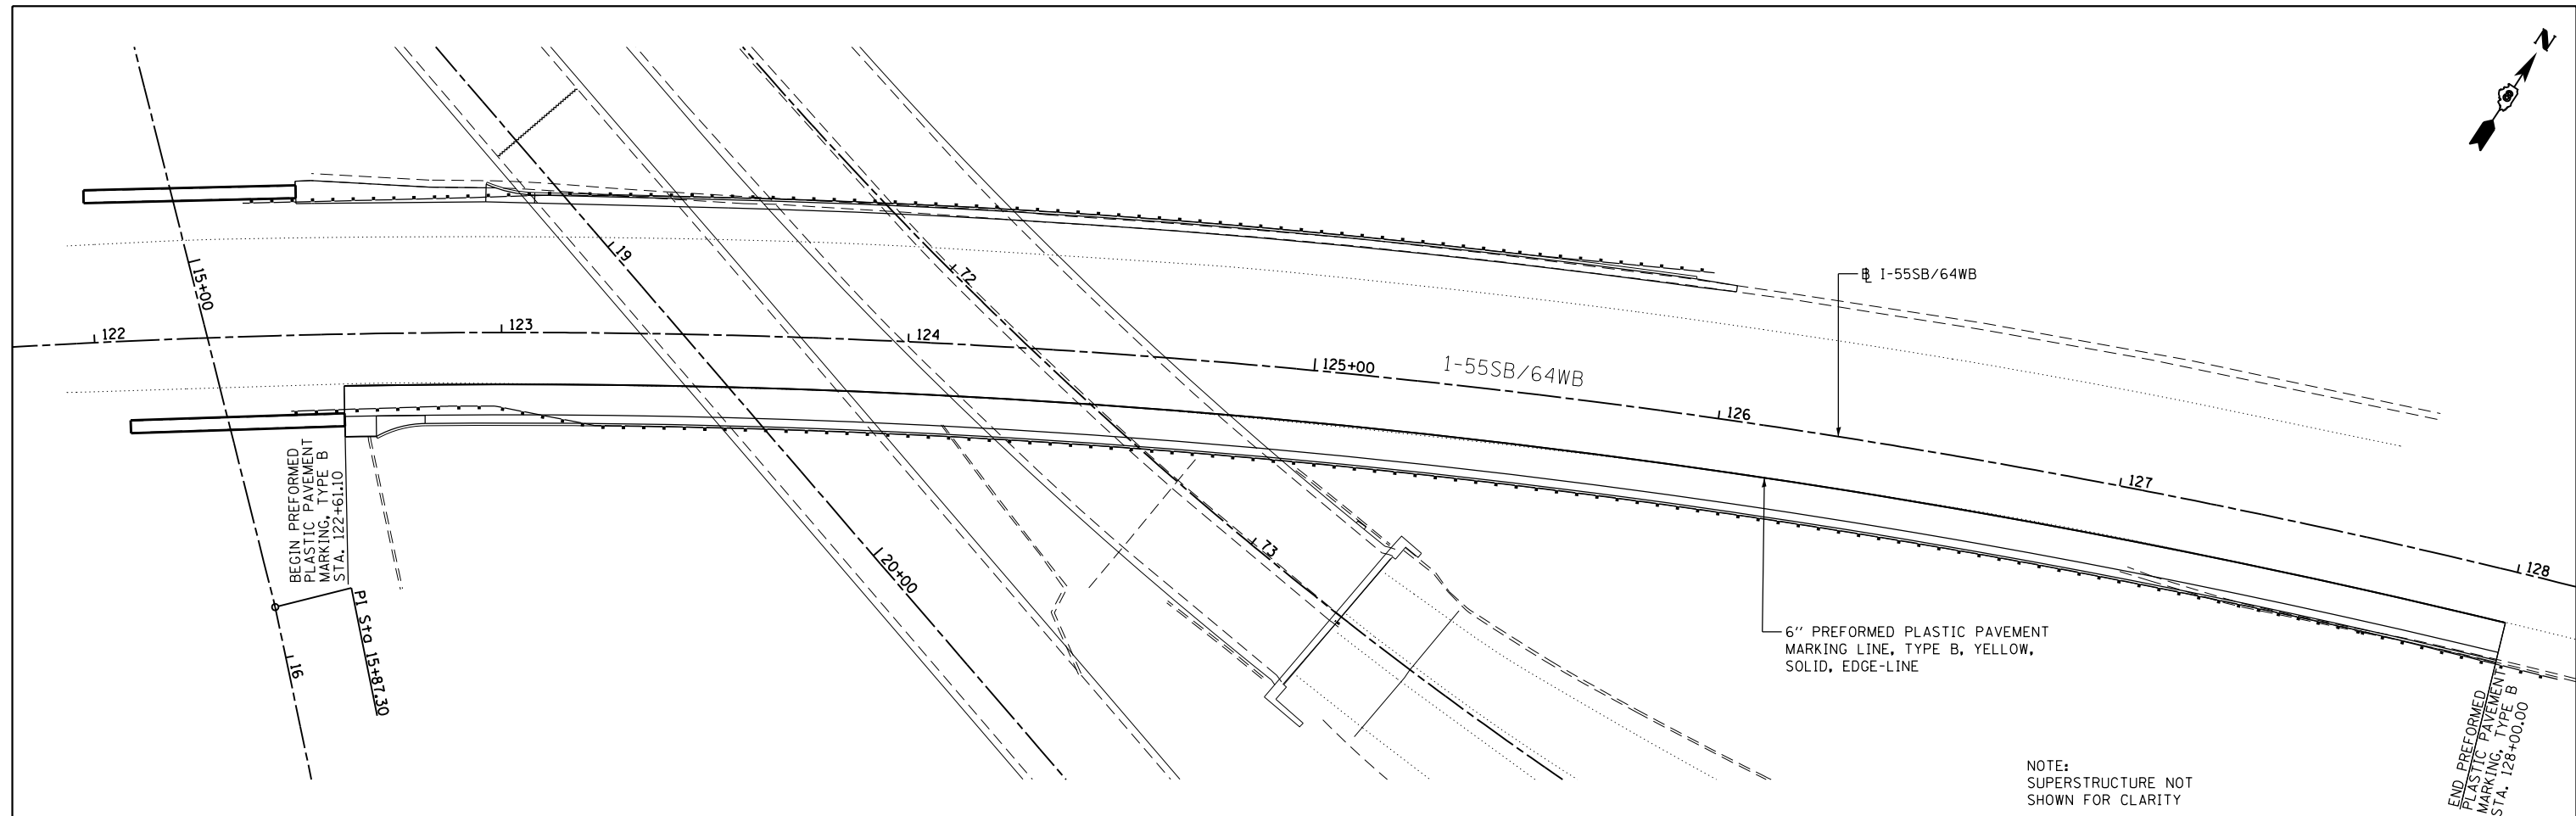 N
8
15+00
19
72
122
123
124
125+00
126
127
128
I-55SB/64WB
B I-55SB/64WB
BEGIN PREFORMED
PLASTIC PAVEMENT
MARKING, TYPE B
STA. 122+61.10
PI Sta 15+87.30
16
20+00
73
6'' PREFORMED PLASTIC PAVEMENT
MARKING LINE, TYPE B, YELLOW,
SOLID, EDGE-LINE
NOTE:
SUPERSTRUCTURE NOT
SHOWN FOR CLARITY
END PREFORMED
PLASTIC PAVEMENT
MARKING, TYPE B
STA. 128+00.00